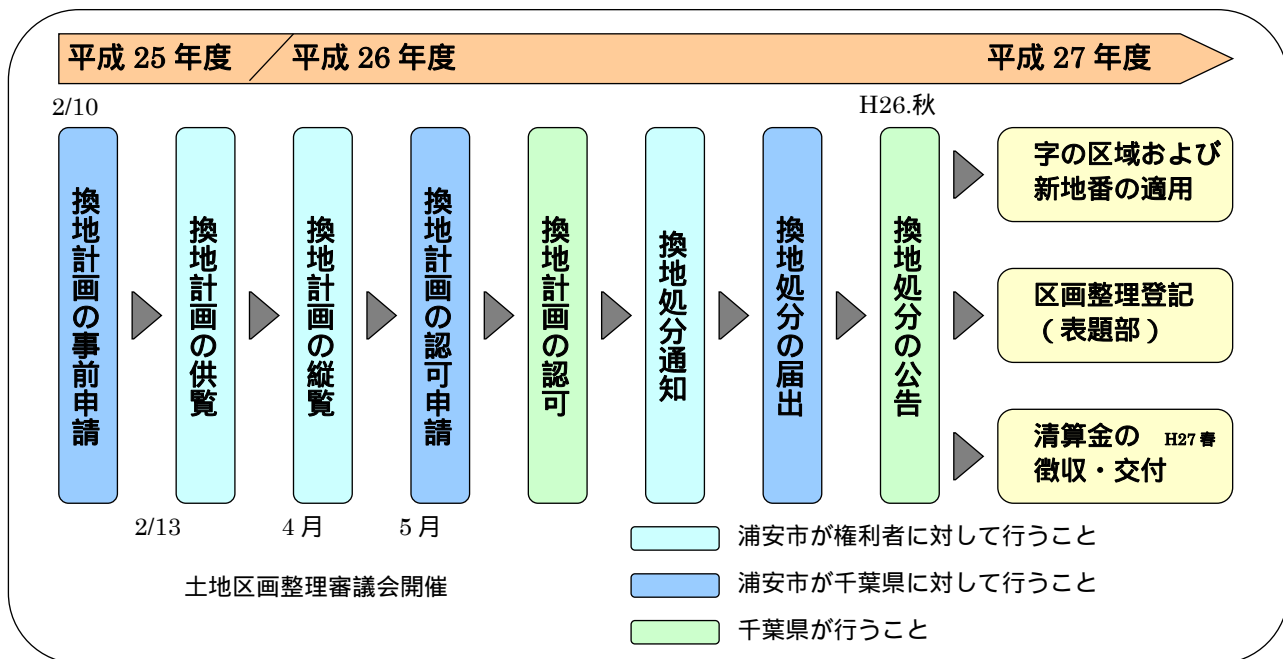 平成 25 年度
平成 26 年度
平成 27 年度
2/10
H26.秋
換地計画の事前申請
換地計画の供覧
換地計画の縦覧
換地計画の認可申請
換地計画の認可
換地処分通知
換地処分の届出
換地処分の公告
字の区域および
新地番の適用
区画整理登記
(表題部)
清算金の H27 春
徴収・交付
2/13
4 月
5 月
土地区画整理審議会開催
浦安市が権利者に対して行うこと
浦安市が千葉県に対して行うこと
千葉県が行うこと